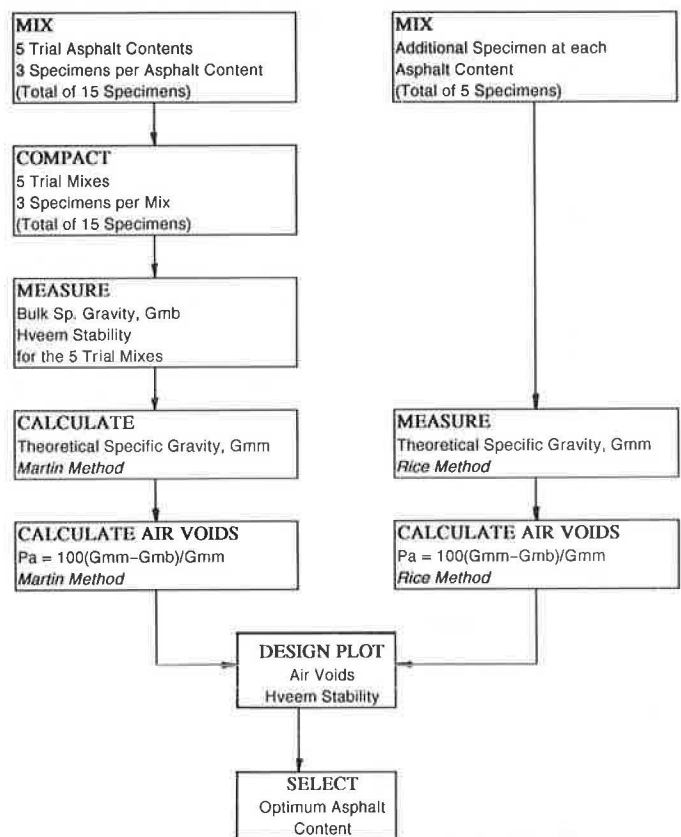 MIX
5 Trial Asphalt Contents
3 Specimens per Asphalt Content
(Total of 15 Specimens)
COMPACT
5 Trial Mixes
3 Specimens per Mix
(Total of 15 Specimens)
MEASURE
Bulk Sp. Gravity, Gmb
Hveem Stability
for the 5 Trial Mixes
CALCULATE
Theoretical Specific Gravity, Gmm
Martin Method
CALCULATE AIR VOIDS
Pa = 100(Gmm–Gmb)/Gmm
Martin Method
MIX
Additional Specimen at each
Asphalt Content
(Total of 5 Specimens)
MEASURE
Theoretical Specific Gravity, Gmm
Rice Method
CALCULATE AIR VOIDS
Pa = 100(Gmm–Gmb)/Gmm
Rice Method
DESIGN PLOT
Air Voids
Hveem Stability
SELECT
Optimum Asphalt
Content